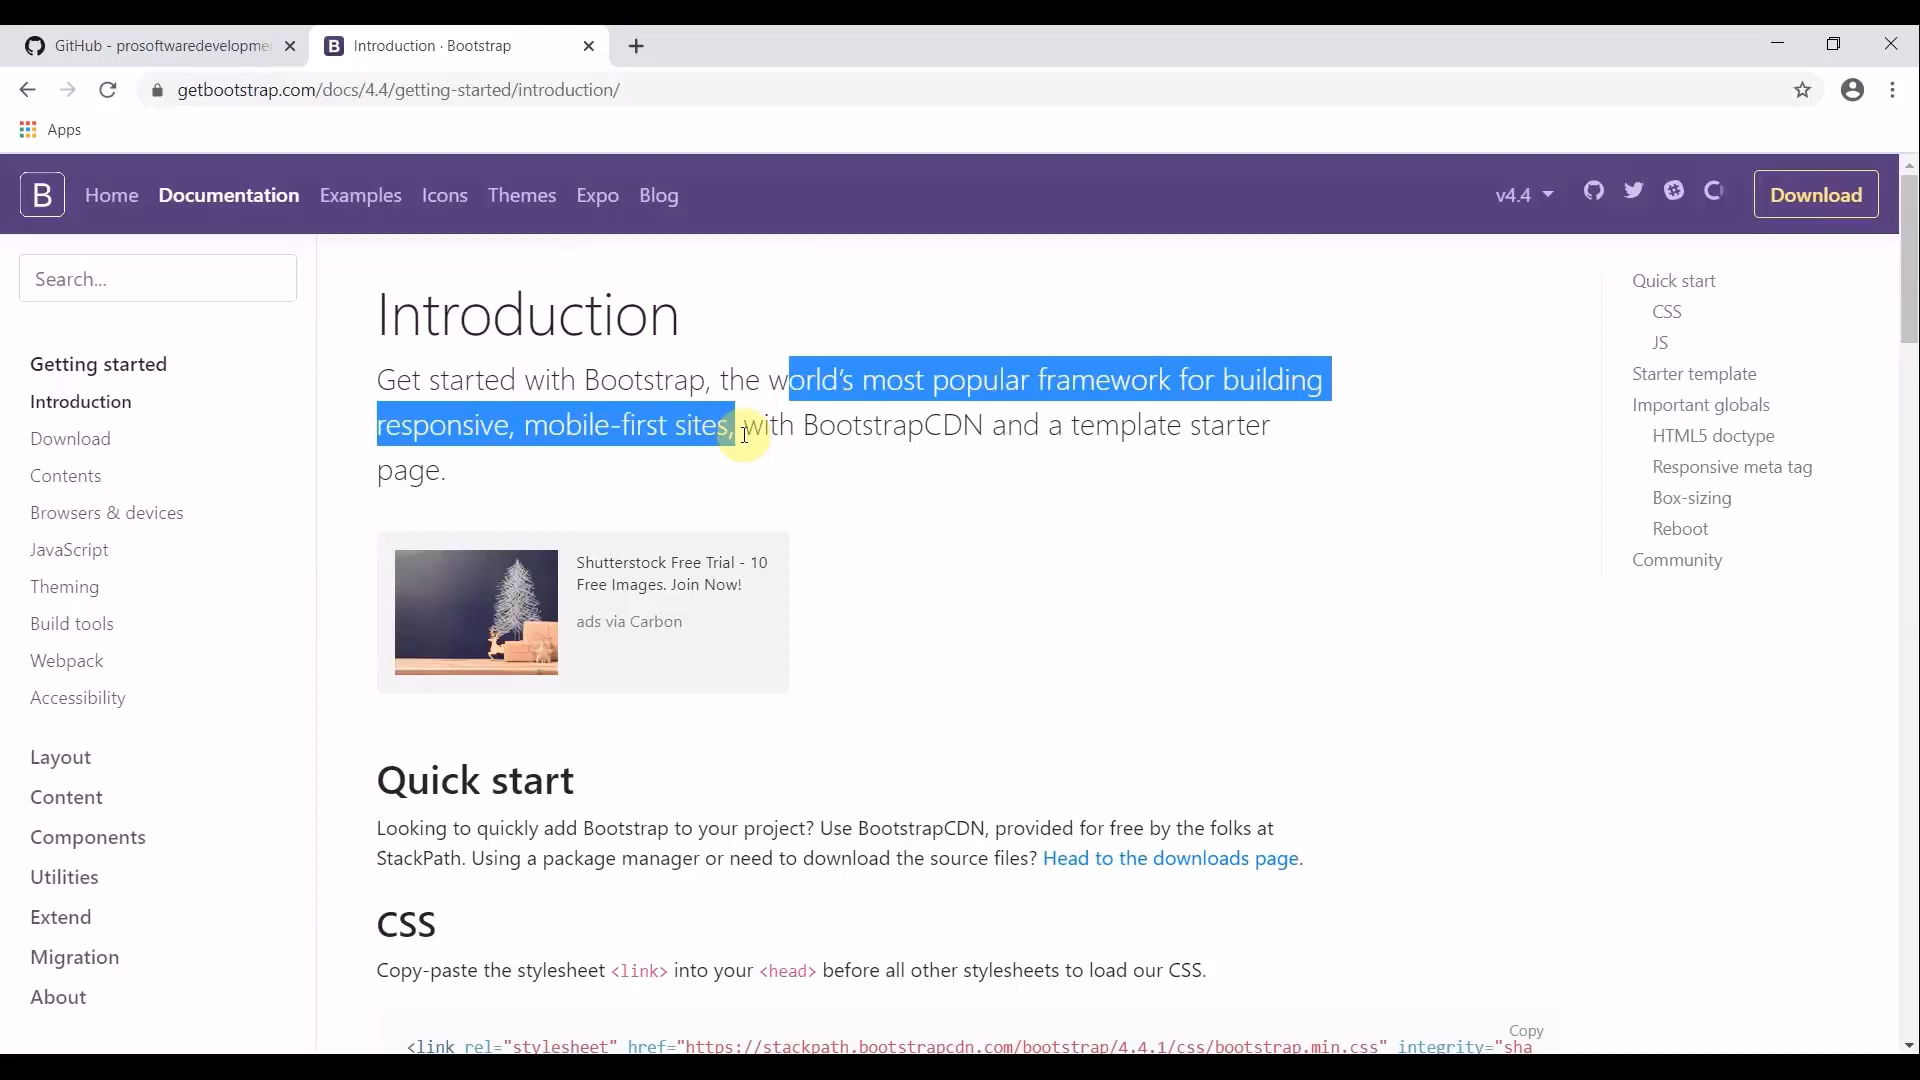 GitHub - prosoftwaredevelopme
Introduction · Bootstrap
getbootstrap.com/docs/4.4/getting-started/introduction/
Apps
B Home Documentation Examples Icons Themes Expo Blog v4.4 Download
Search...
Getting started
Introduction
Download
Contents
Browsers & devices
JavaScript
Theming
Build tools
Webpack
Accessibility
Layout
Content
Components
Utilities
Extend
Migration
About
Introduction
Get started with Bootstrap, the world's most popular framework for building
responsive, mobile-first sites, with BootstrapCDN and a template starter
page.
Shutterstock Free Trial - 10
Free Images. Join Now!
ads via Carbon
Quick start
Looking to quickly add Bootstrap to your project? Use BootstrapCDN, provided for free by the folks at
StackPath. Using a package manager or need to download the source files? Head to the downloads page.
CSS
Copy-paste the stylesheet <link> into your <head> before all other stylesheets to load our CSS.
Copy
<link rel="stylesheet" href="https://stackpath.bootstrapcdn.com/bootstrap/4.4.1/css/bootstrap.min.css" integrity="sha
Quick start
CSS
JS
Starter template
Important globals
HTML5 doctype
Responsive meta tag
Box-sizing
Reboot
Community